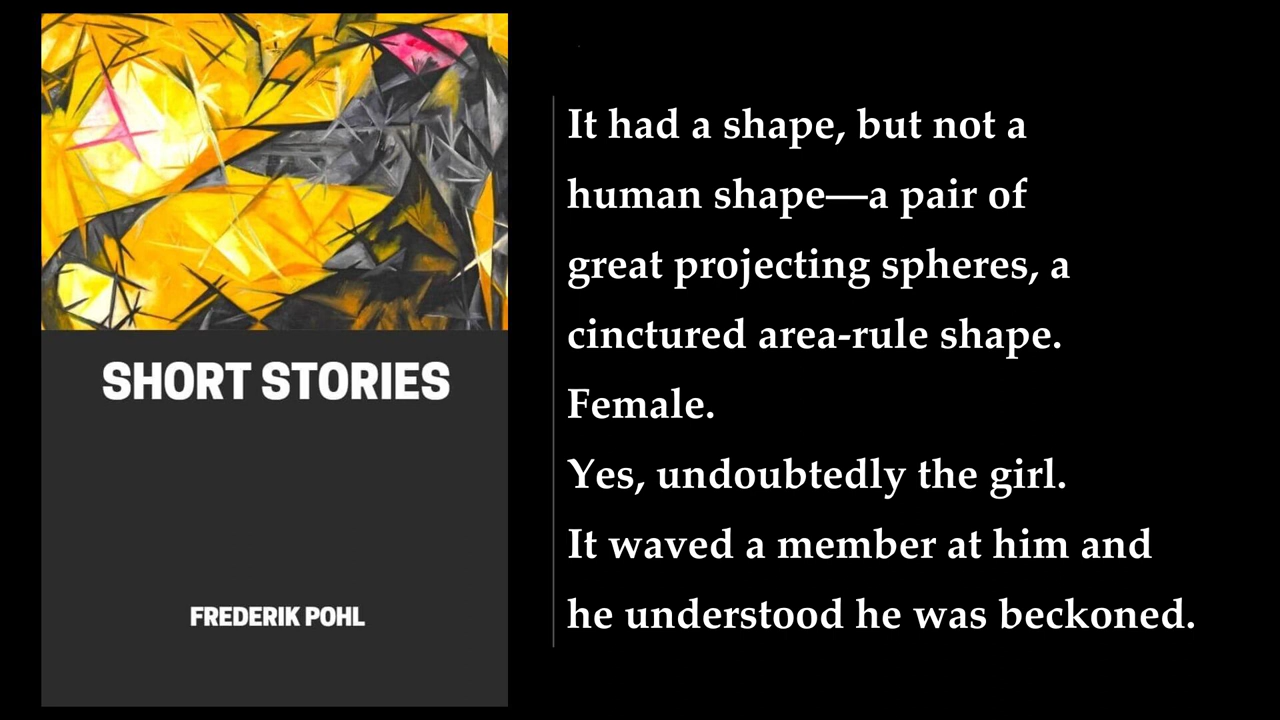 SHORT STORIES
FREDERIK POHL
It had a shape, but not a
human shape—a pair of
great projecting spheres, a
cinctured area-rule shape.
Female.
Yes, undoubtedly the girl.
It waved a member at him and
he understood he was beckoned.